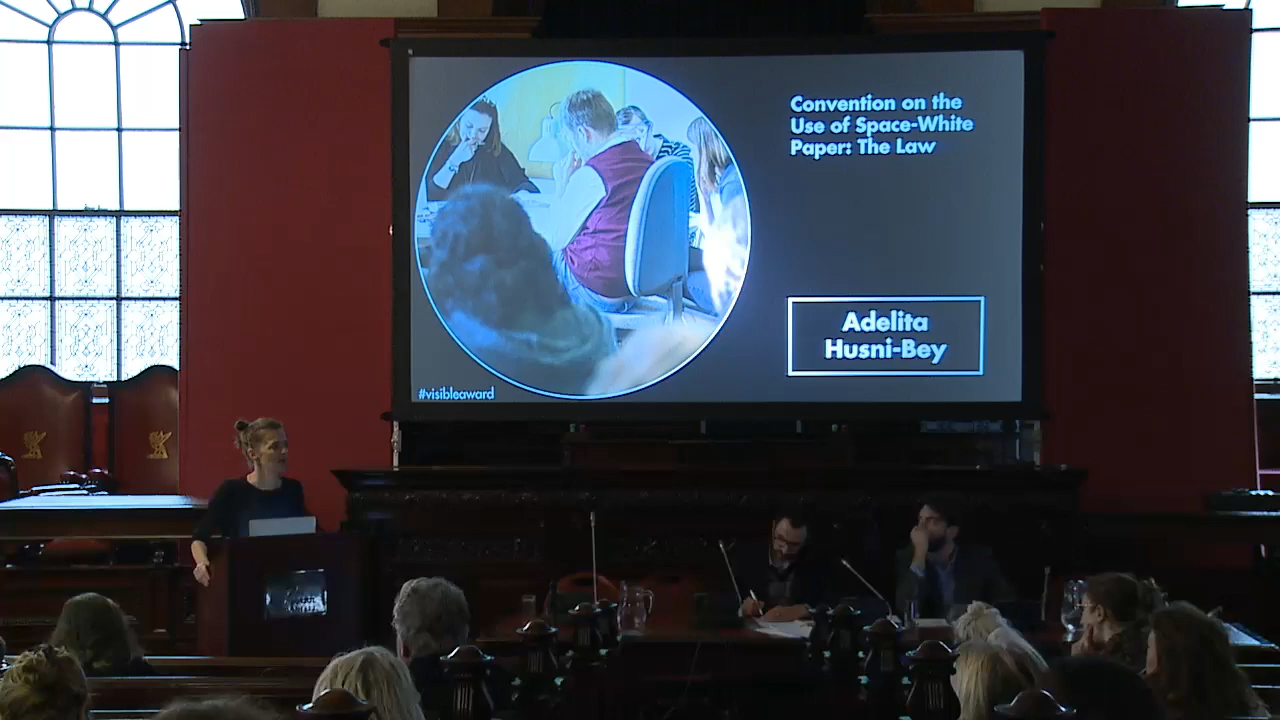 Convention on the
Use of Space-White
Paper: The Law
Adelita
Husni-Bey
#visibleaward